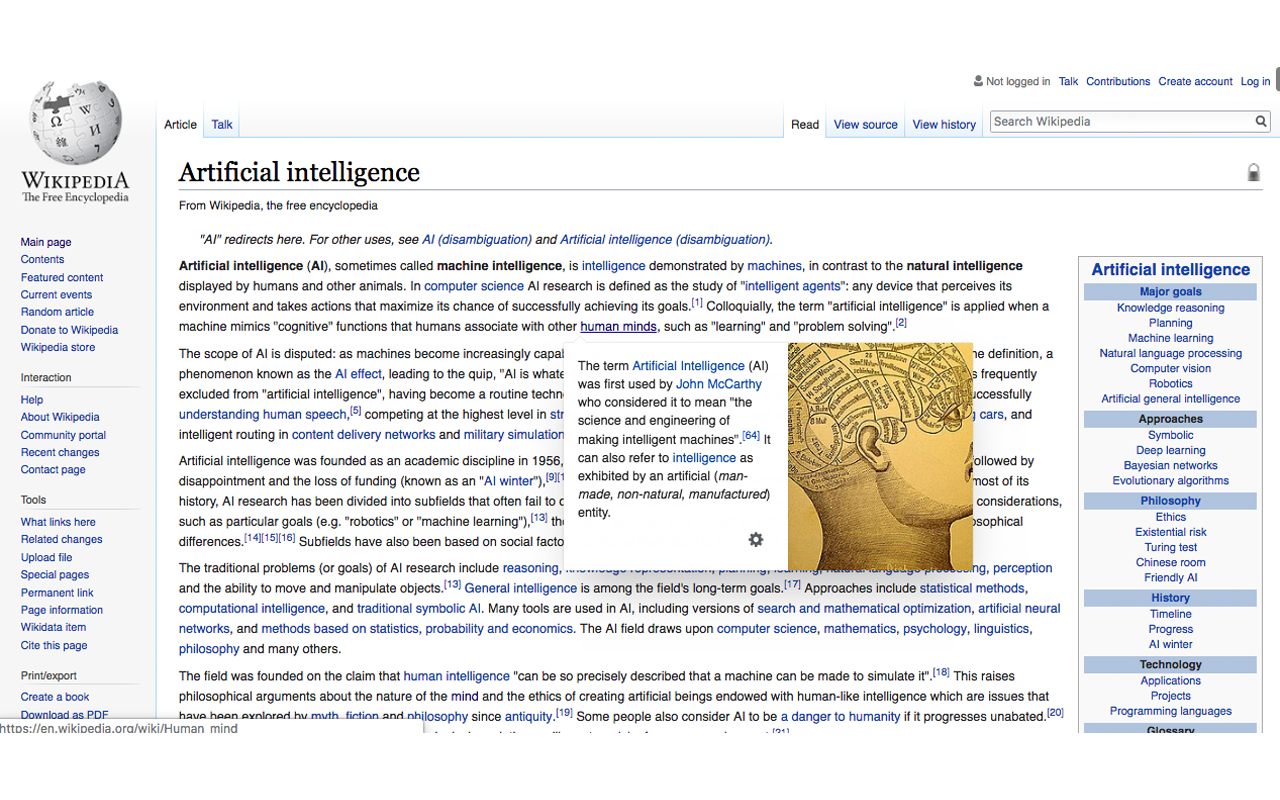 Not logged in Talk Contributions Create account Log in
Article Talk
Read View source View history
Search Wikipedia
WIKIPEDIA
The Free Encyclopedia
Main page
Contents
Featured content
Current events
Random article
Donate to Wikipedia
Wikipedia store
Interaction
Help
About Wikipedia
Community portal
Recent changes
Contact page
Tools
What links here
Related changes
Upload file
Special pages
Permanent link
Page information
Wikidata item
Cite this page
Print/export
Create a book
Download as PDF
https://en.wikipedia.org/wiki/Human_mind
Artificial intelligence
From Wikipedia, the free encyclopedia
"AI" redirects here. For other uses, see AI (disambiguation) and Artificial intelligence (disambiguation).
Artificial intelligence (AI), sometimes called machine intelligence, is intelligence demonstrated by machines, in contrast to the natural intelligence
displayed by humans and other animals. In computer science AI research is defined as the study of "intelligent agents": any device that perceives its
environment and takes actions that maximize its chance of successfully achieving its goals.[1] Colloquially, the term "artificial intelligence" is applied when a
machine mimics "cognitive" functions that humans associate with other human minds, such as "learning" and "problem solving".[2]
The scope of AI is disputed: as machines become increasingly capa e definition, a
phenomenon known as the AI effect, leading to the quip, "AI is what s frequently
excluded from "artificial intelligence", having become a routine techn uccessfully
understanding human speech,[5] competing at the highest level in str g cars, and
intelligent routing in content delivery networks and military simulation
Artificial intelligence was founded as an academic discipline in 1956, ollowed by
disappointment and the loss of funding (known as an "AI winter"),[9] most of its
history, AI research has been divided into subfields that often fail to considerations,
such as particular goals (e.g. "robotics" or "machine learning"),[13] th osophical
differences.[14][15][16] Subfields have also been based on social facto
The term Artificial Intelligence (AI)
was first used by John McCarthy
who considered it to mean "the
science and engineering of
making intelligent machines".[64] It
can also refer to intelligence as
exhibited by an artificial (man-
made, non-natural, manufactured)
entity.
The traditional problems (or goals) of AI research include reasoning, knowledge representation, planning, learning, natural language processing, perception
and the ability to move and manipulate objects.[13] General intelligence is among the field's long-term goals.[17] Approaches include statistical methods,
computational intelligence, and traditional symbolic AI. Many tools are used in AI, including versions of search and mathematical optimization, artificial neural
networks, and methods based on statistics, probability and economics. The AI field draws upon computer science, mathematics, psychology, linguistics,
philosophy and many others.
The field was founded on the claim that human intelligence "can be so precisely described that a machine can be made to simulate it".[18] This raises
philosophical arguments about the nature of the mind and the ethics of creating artificial beings endowed with human-like intelligence which are issues that
have been explored by myth, fiction and philosophy since antiquity.[19] Some people also consider AI to be a danger to humanity if it progresses unabated.[20]
Artificial intelligence
Major goals
Knowledge reasoning
Planning
Machine learning
Natural language processing
Computer vision
Robotics
Artificial general intelligence
Approaches
Symbolic
Deep learning
Bayesian networks
Evolutionary algorithms
Philosophy
Ethics
Existential risk
Turing test
Chinese room
Friendly AI
History
Timeline
Progress
AI winter
Technology
Applications
Projects
Programming languages
Glossary